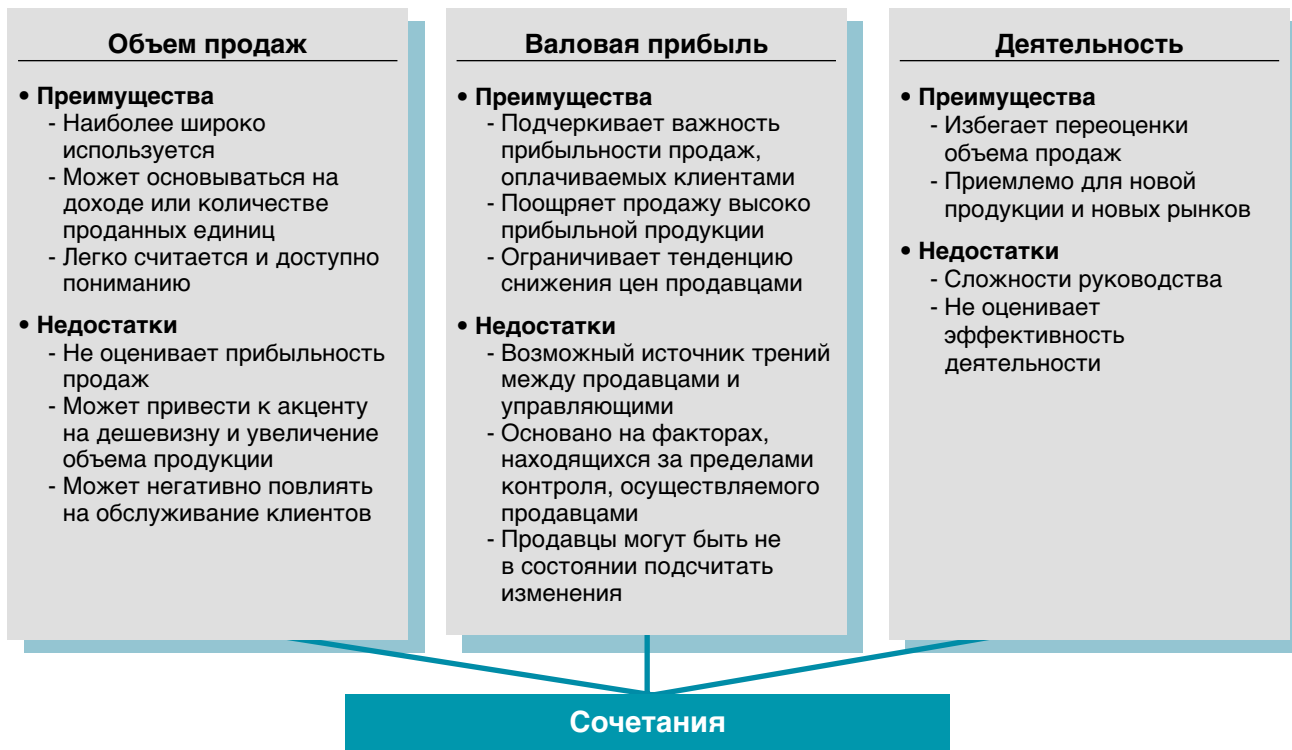 Объем продаж
• Преимущества
- Наиболее широко
используется
- Может основываться на
доходе или количестве
проданных единиц
- Легко считается и доступно
пониманию
• Недостатки
- Не оценивает прибыльность
продаж
- Может привести к акценту
на дешевизну и увеличение
объема продукции
- Может негативно повлиять
на обслуживание клиентов
Валовая прибыль
• Преимущества
- Подчеркивает важность
прибыльности продаж,
оплачиваемых клиентами
- Поощряет продажу высоко
прибыльной продукции
- Ограничивает тенденцию
снижения цен продавцами
• Недостатки
- Возможный источник трений
между продавцами и
управляющими
- Основано на факторах,
находящихся за пределами
контроля, осуществляемого
продавцами
- Продавцы могут быть не
в состоянии подсчитать
изменения
Деятельность
• Преимущества
- Избегает переоценки
объема продаж
- Приемлемо для новой
продукции и новых рынков
• Недостатки
- Сложности руководства
- Не оценивает
эффективность
деятельности
Сочетания